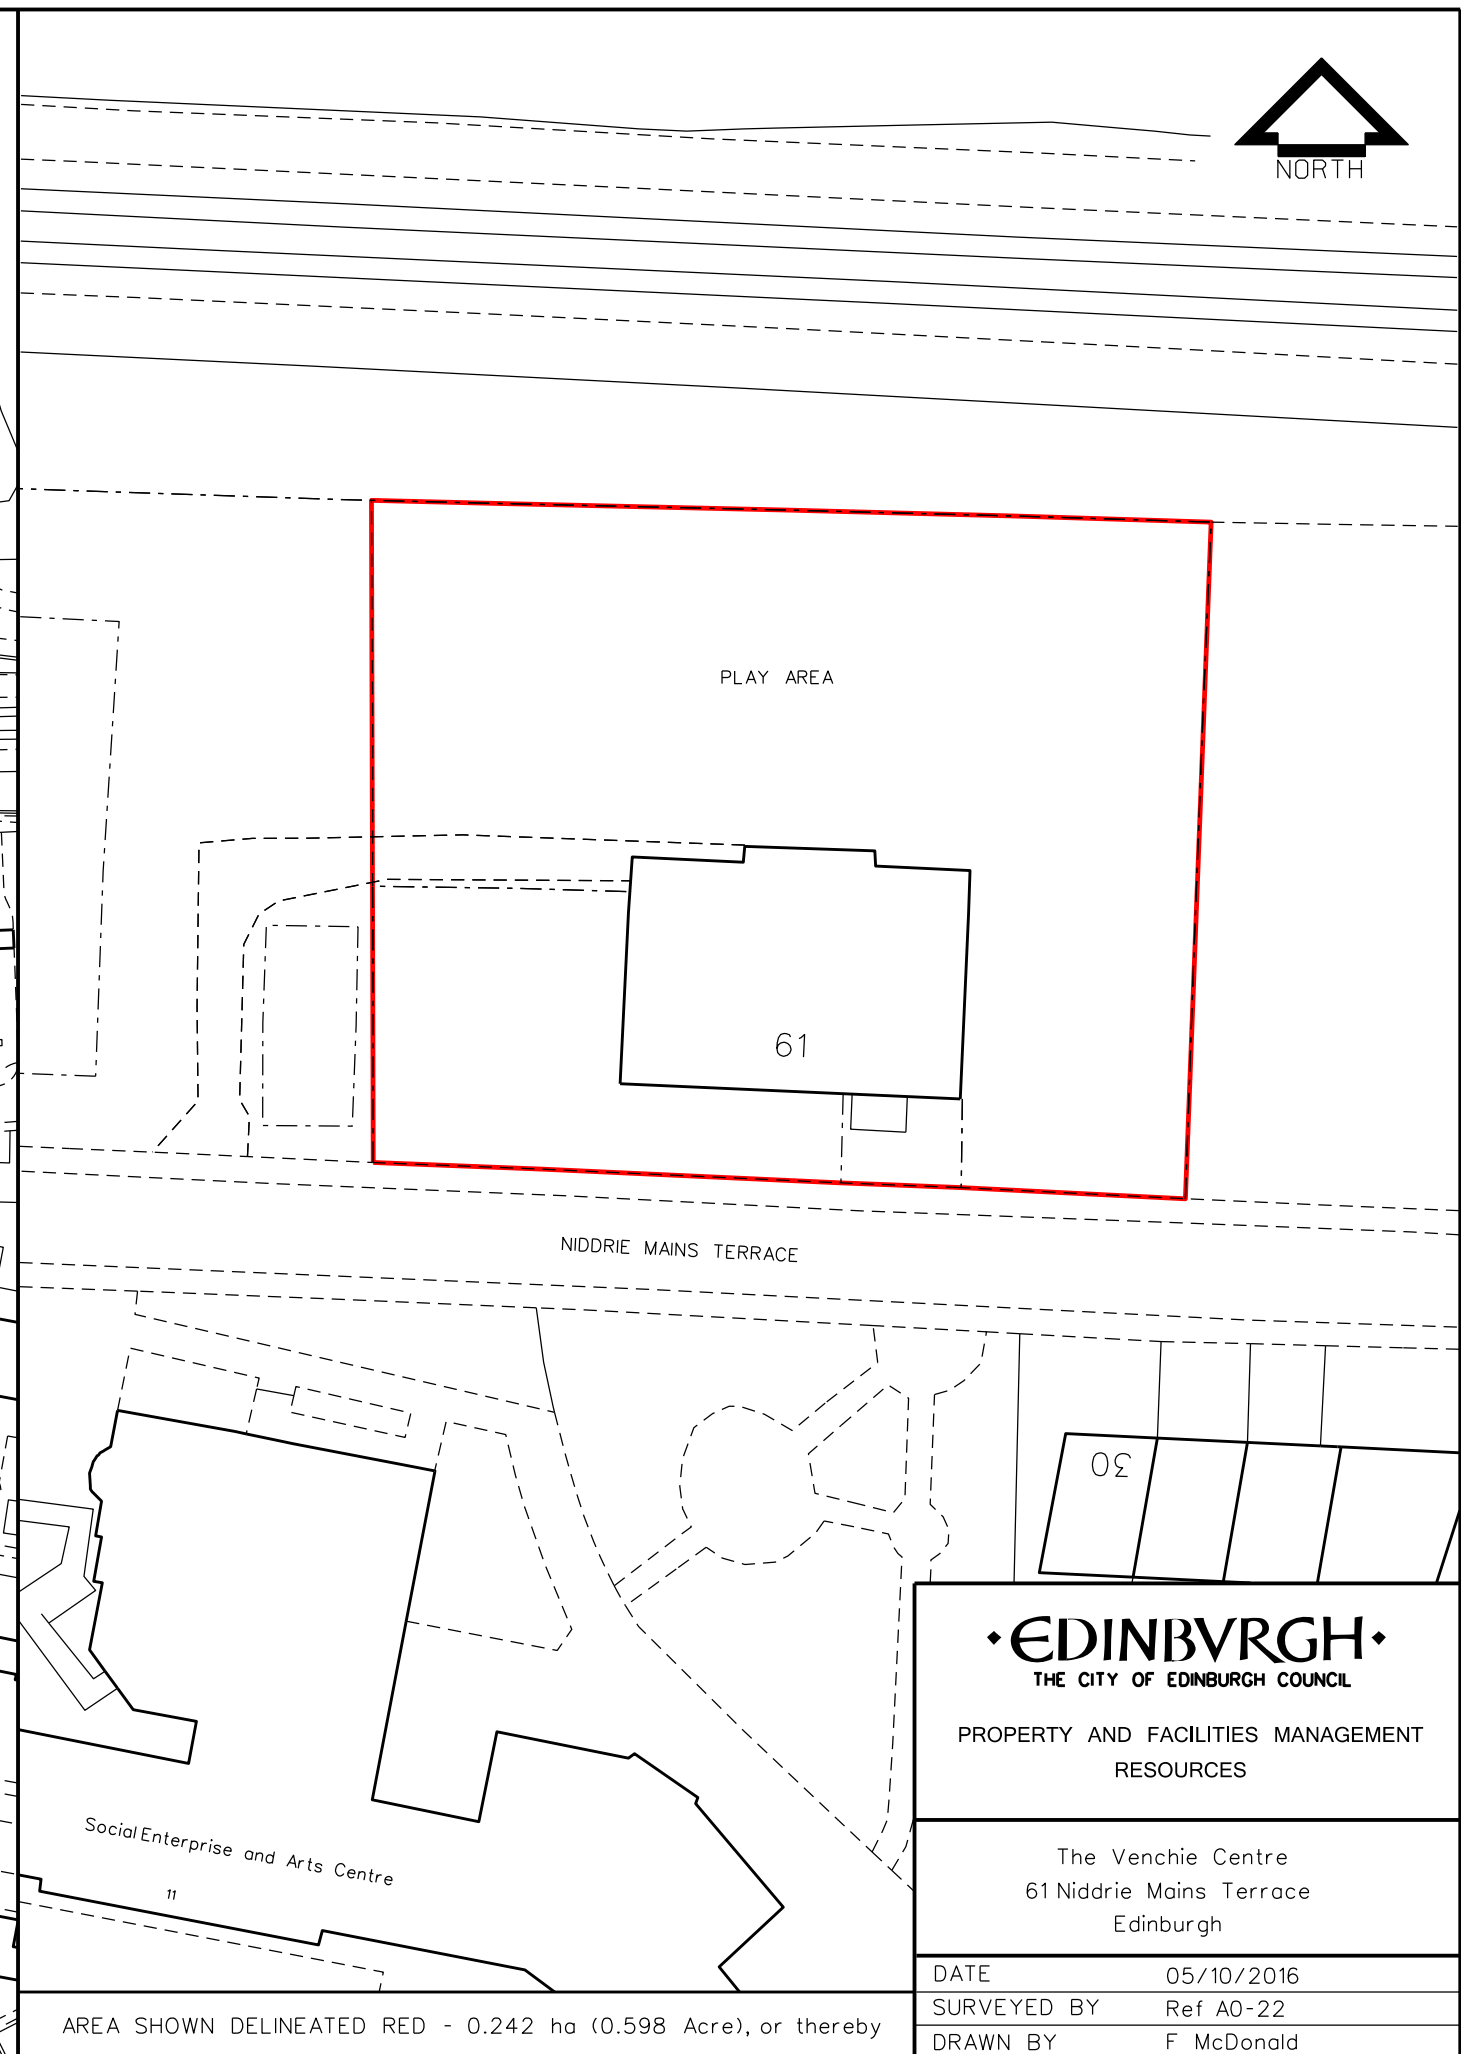 NORTH
PLAY AREA
61
NIDDRIE MAINS TERRACE
30
·EDINBVRGH·
THE CITY OF EDINBURGH COUNCIL
PROPERTY AND FACILITIES MANAGEMENT
RESOURCES
Social Enterprise and Arts Centre
11
The Venchie Centre
61 Niddrie Mains Terrace
Edinburgh
DATE 05/10/2016
SURVEYED BY Ref AO-22
DRAWN BY F McDonald
AREA SHOWN DELINEATED RED - 0.242 ha (0.598 Acre), or thereby